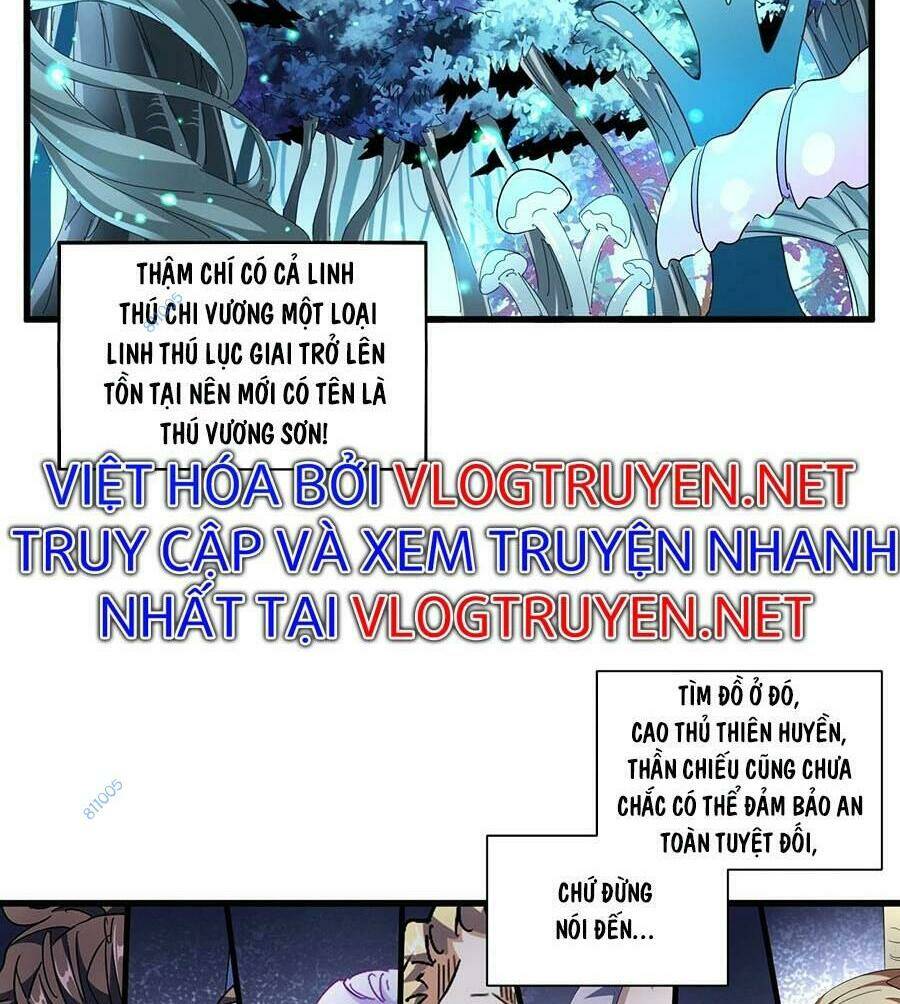 THẬM CHÍ CÓ CẢ LINH
THÚ CHI VƯƠNG MỘT LOẠI
LINH THÚ LỤC GIAI TRỞ LÊN
TỒN TẠI NÊN MỚI CÓ TÊN LÀ
THÚ VƯƠNG SƠN!
811005
VIỆT HÓA BỞI VLOGTRUYEN.NET
TRUY CẬP VÀ XEM TRUYỆN NHANH
NHẤT TẠI VLOGTRUYEN.NET
TÌM ĐỒ Ở ĐÓ,
CAO THỦ THIÊN HUYỀN,
THẦN CHIẾU CŨNG CHƯA
CHẮC CÓ THỂ ĐẢM BẢO AN
TOÀN TUYỆT ĐỐI,
811005
CHỨ ĐỪNG
NÓI ĐẾN...